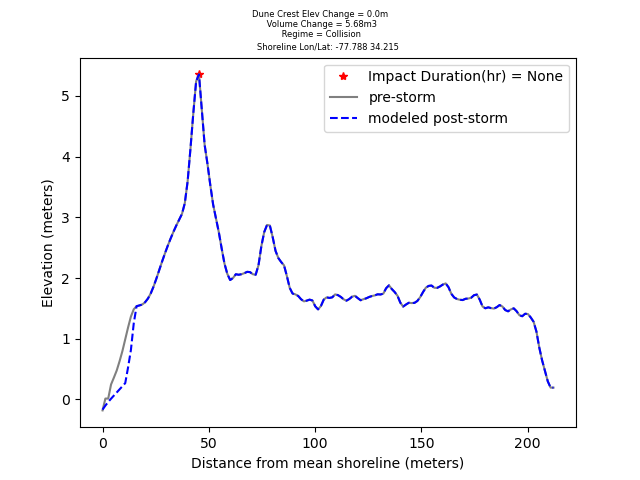 Dune Crest Elev Change = 0.0m
Volume Change = 5.68m3
Regime = Collision
Shoreline Lon/Lat: -77.788 34.215
Impact Duration(hr) = None
pre-storm
modeled post-storm
Elevation (meters)
5
4
3
2
1
0
0 50 100 150 200
Distance from mean shoreline (meters)